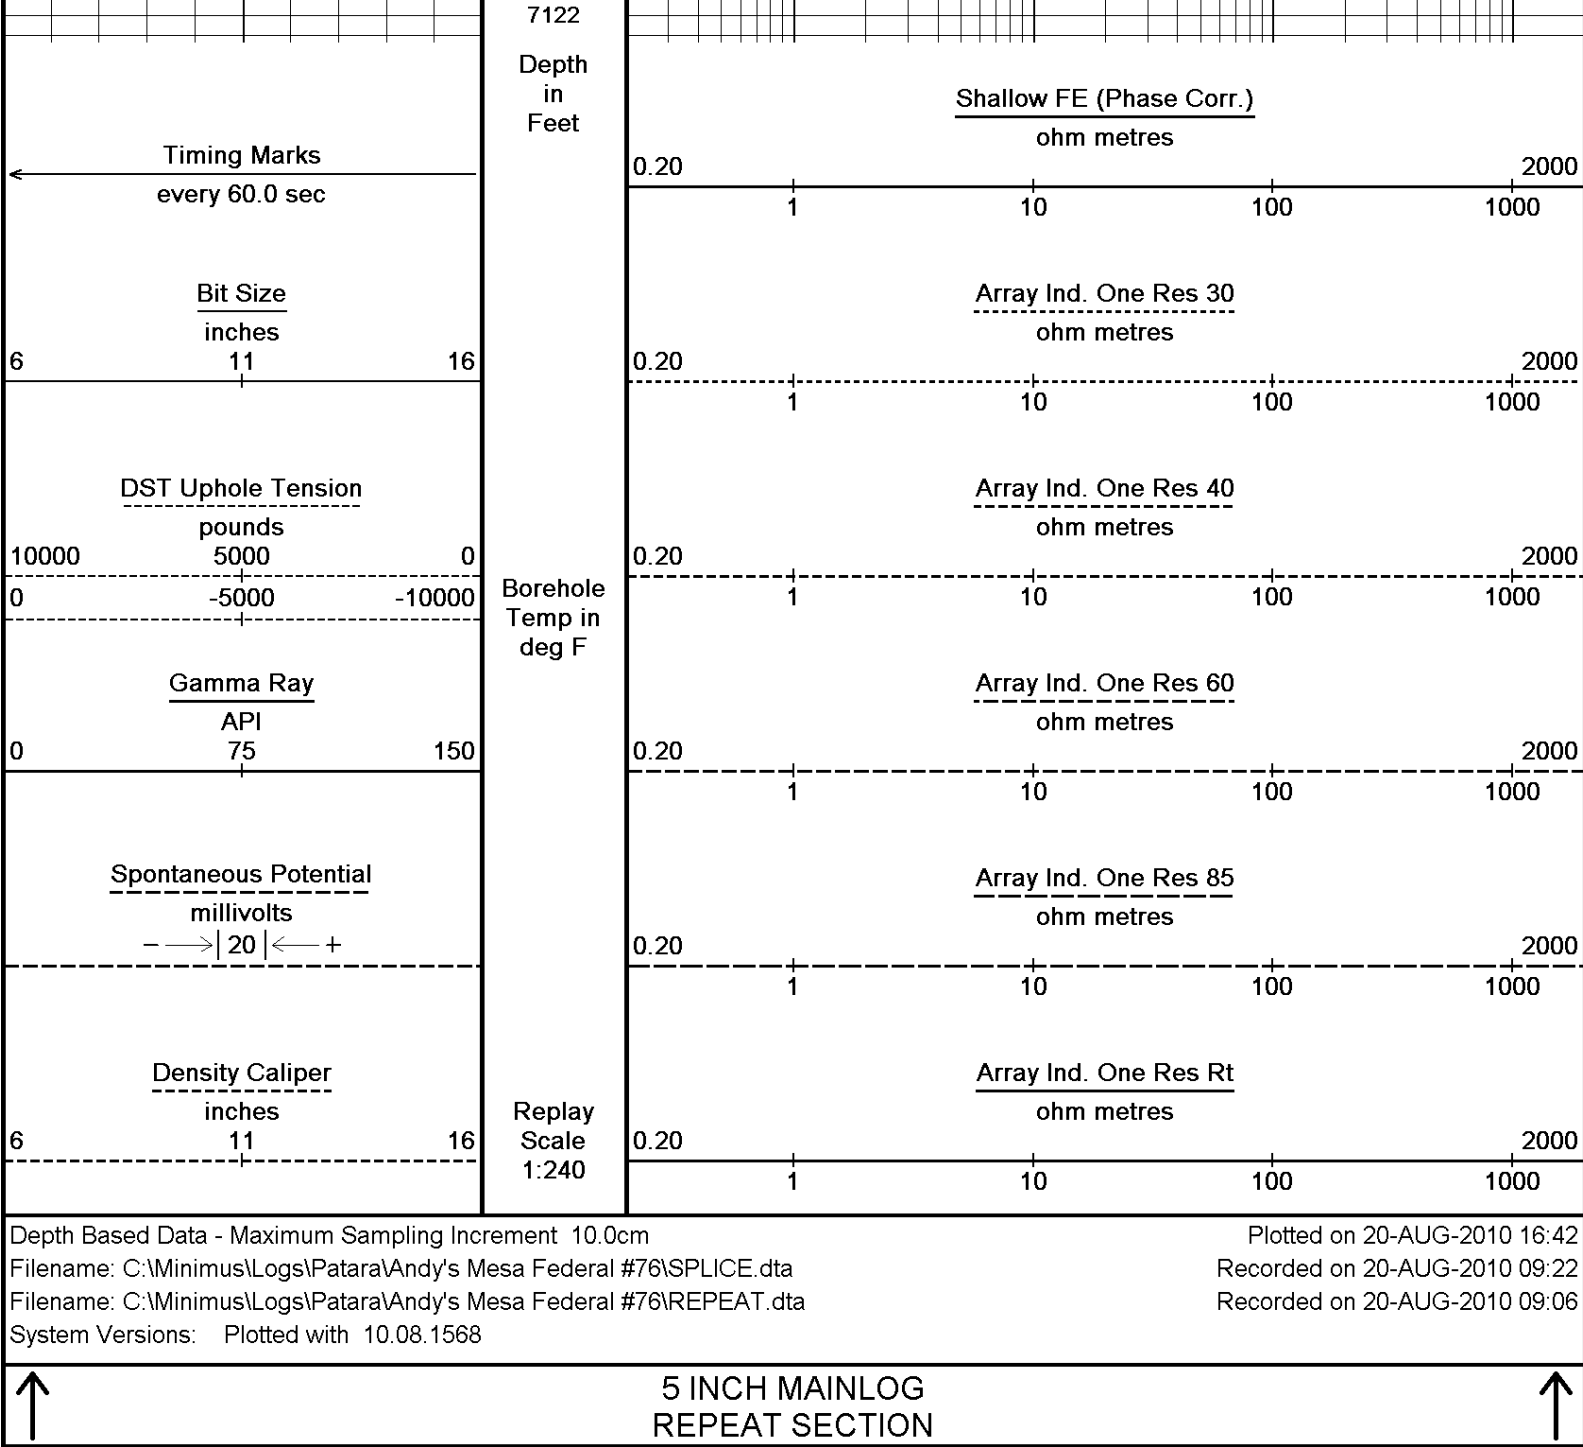 7122
Depth
in
Feet
Timing Marks
every 60.0 sec
Bit Size
inches
6 11 16
DST Uphole Tension
pounds
10000 5000 0
0 -5000 -10000
Gamma Ray
API
0 75 150
Spontaneous Potential
millivolts
− 20 +
Density Caliper
inches
6 11 16
Borehole
Temp in
deg F
Replay
Scale
1:240
Shallow FE (Phase Corr.)
ohm metres
0.20 2000
1 10 100 1000
Array Ind. One Res 30
ohm metres
0.20 2000
1 10 100 1000
Array Ind. One Res 40
ohm metres
0.20 2000
1 10 100 1000
Array Ind. One Res 60
ohm metres
0.20 2000
1 10 100 1000
Array Ind. One Res 85
ohm metres
0.20 2000
1 10 100 1000
Array Ind. One Res Rt
ohm metres
0.20 2000
1 10 100 1000
Depth Based Data - Maximum Sampling Increment 10.0cm Plotted on 20-AUG-2010 16:42
Filename: C:\Minimus\Logs\Patara\Andy's Mesa Federal #76\SPLICE.dta Recorded on 20-AUG-2010 09:22
Filename: C:\Minimus\Logs\Patara\Andy's Mesa Federal #76\REPEAT.dta Recorded on 20-AUG-2010 09:06
System Versions: Plotted with 10.08.1568
5 INCH MAINLOG
REPEAT SECTION